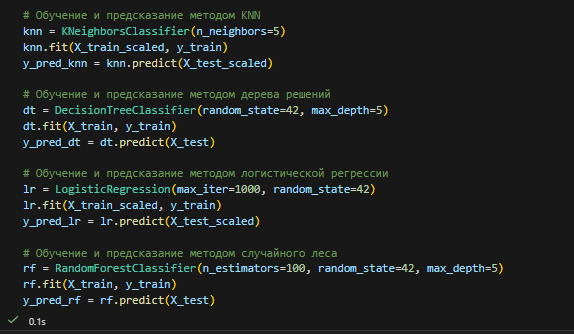 # Обучение и предсказание методом KNN
knn = KNeighborsClassifier(n_neighbors=5)
knn.fit(X_train_scaled, y_train)
y_pred_knn = knn.predict(X_test_scaled)
# Обучение и предсказание методом дерева решений
dt = DecisionTreeClassifier(random_state=42, max_depth=5)
dt.fit(X_train, y_train)
y_pred_dt = dt.predict(X_test)
# Обучение и предсказание методом логистической регрессии
lr = LogisticRegression(max_iter=1000, random_state=42)
lr.fit(X_train_scaled, y_train)
y_pred_lr = lr.predict(X_test_scaled)
# Обучение и предсказание методом случайного леса
rf = RandomForestClassifier(n_estimators=100, random_state=42, max_depth=5)
rf.fit(X_train, y_train)
y_pred_rf = rf.predict(X_test)
0.1s